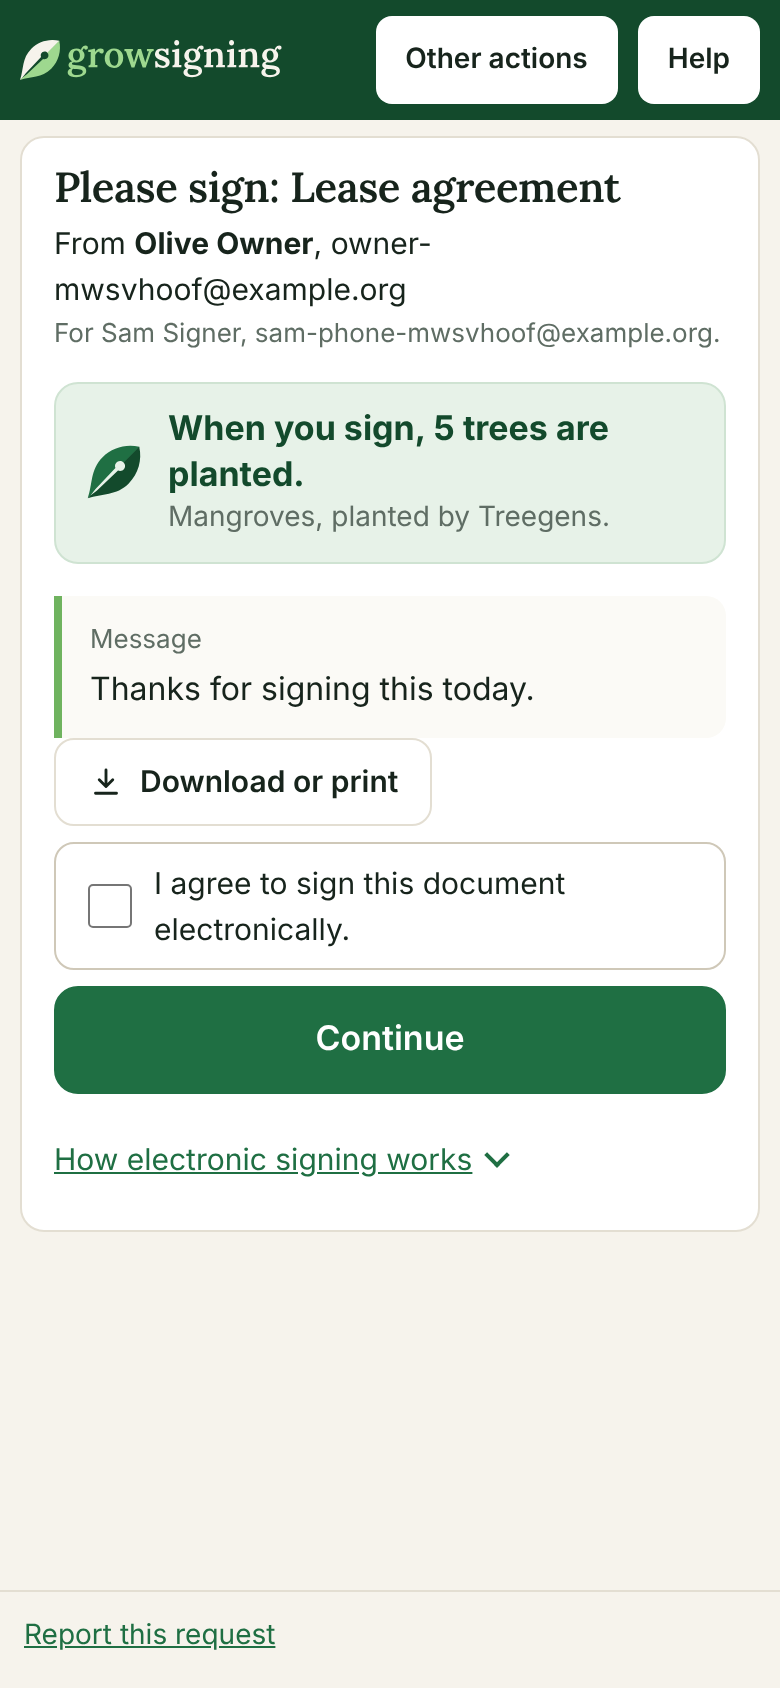 growsigning
Other actions
Help
Please sign: Lease agreement
From Olive Owner, owner-
mwsvhoof@example.org
For Sam Signer, sam-phone-mwsvhoof@example.org.
When you sign, 5 trees are
planted.
Mangroves, planted by Treegens.
Message
Thanks for signing this today.
Download or print
I agree to sign this document
electronically.
Continue
How electronic signing works
Report this request